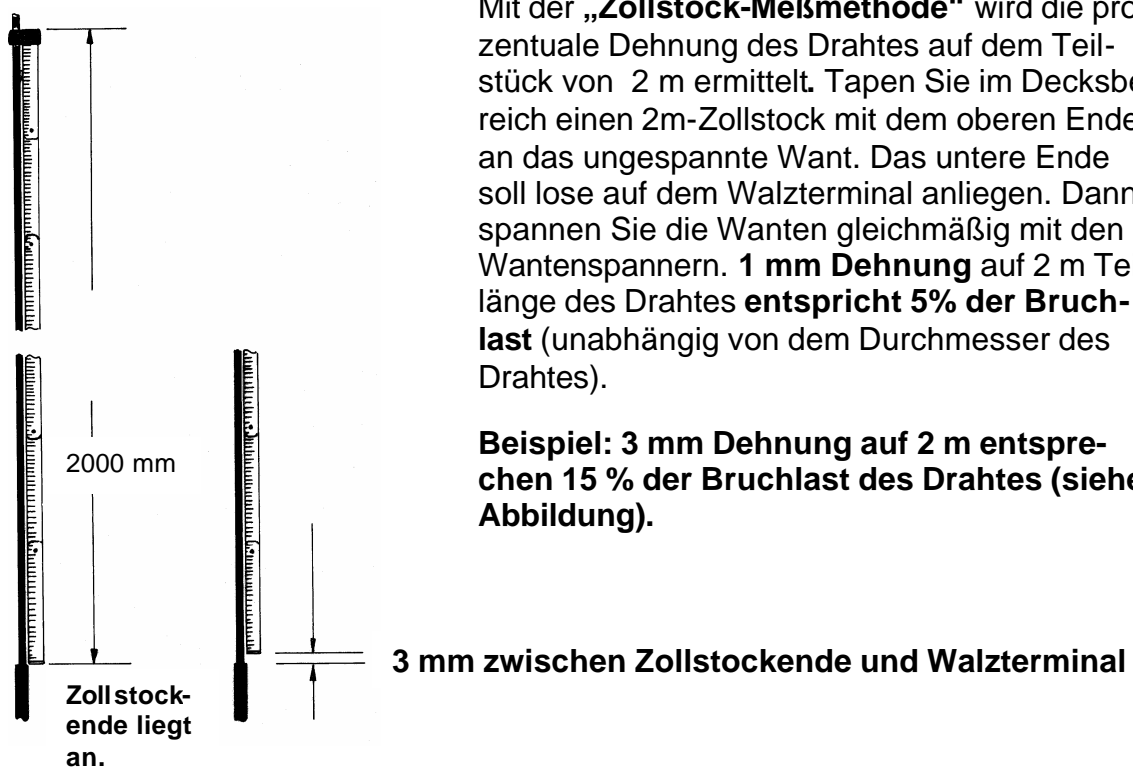 Mit der „Zollstock-Meßmethode“ wird die pro
zentuale Dehnung des Drahtes auf dem Teil-
stück von 2 m ermittelt. Tapen Sie im Decksbe
reich einen 2m-Zollstock mit dem oberen Ende
an das ungespannte Want. Das untere Ende
soll lose auf dem Walzterminal anliegen. Dann
spannen Sie die Wanten gleichmäßig mit den
Wantenspannern. 1 mm Dehnung auf 2 m Te
länge des Drahtes entspricht 5% der Bruch-
last (unabhängig von dem Durchmesser des
Drahtes).
Beispiel: 3 mm Dehnung auf 2 m entspre-
chen 15 % der Bruchlast des Drahtes (siehe
Abbildung).
2000 mm
3 mm zwischen Zollstockende und Walzterminal
Zollstock-
ende liegt
an.